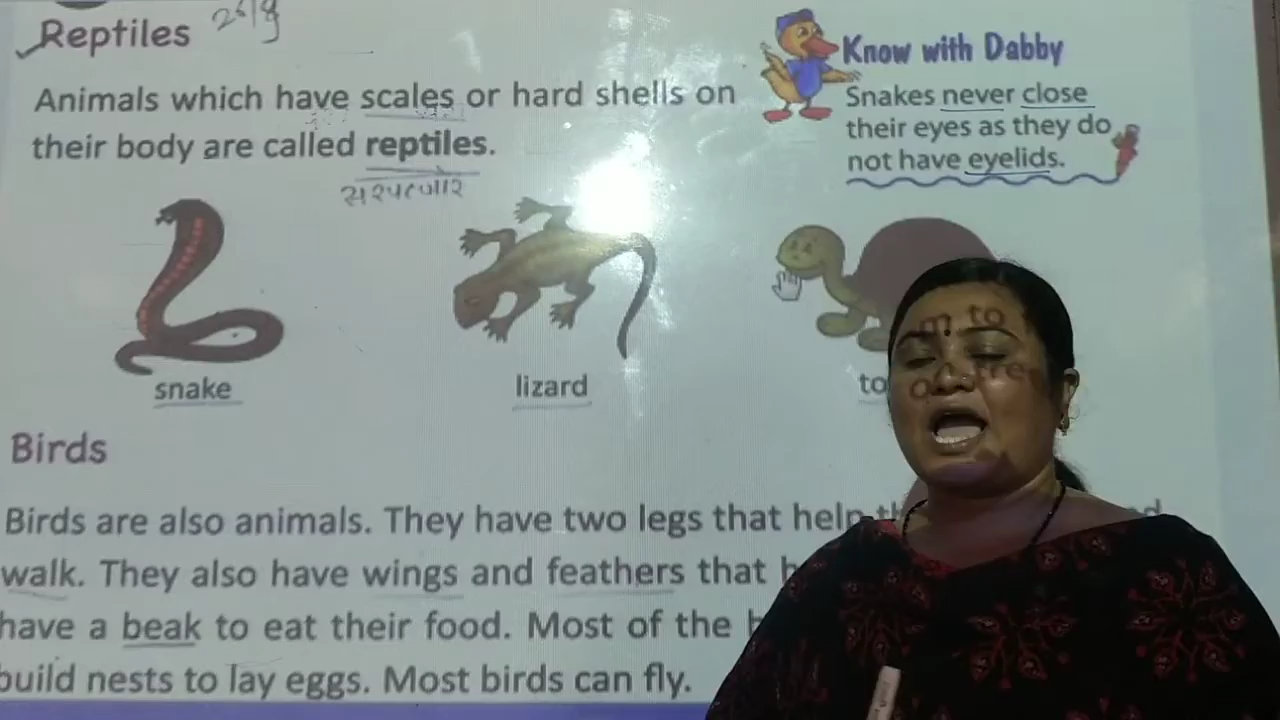 Reptiles
Animals which have scales or hard shells on
their body are called reptiles.
Know with Dabby
Snakes never close
their eyes as they do
not have eyelids.
snake
lizard
to
Birds
Birds are also animals. They have two legs that help
walk. They also have wings and feathers that
have a beak to eat their food. Most of the
build nests to lay eggs. Most birds can fly.